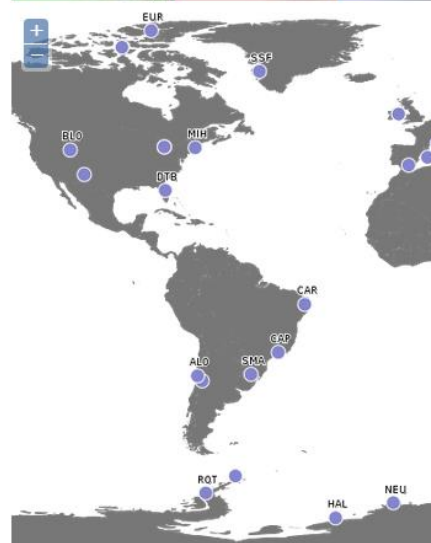 EUR
+
−
SSF
BLO
MIH
DTB
CAR
CAP
ALO
SMA
ROT
HAL
NEU